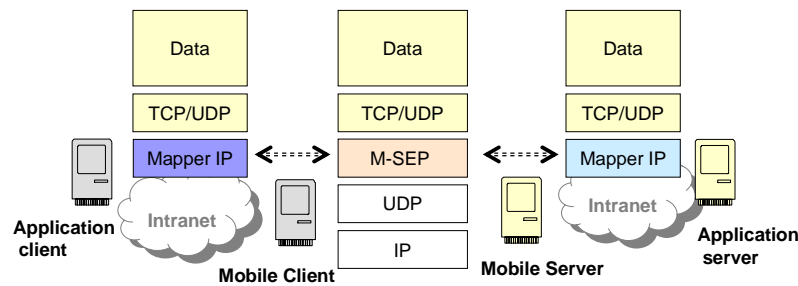 Data
Data
Data
TCP/UDP
TCP/UDP
TCP/UDP
Mapper IP
M-SEP
Mapper IP
Intranet
UDP
Intranet
Application
client
Application
server
IP
Mobile Client
Mobile Server